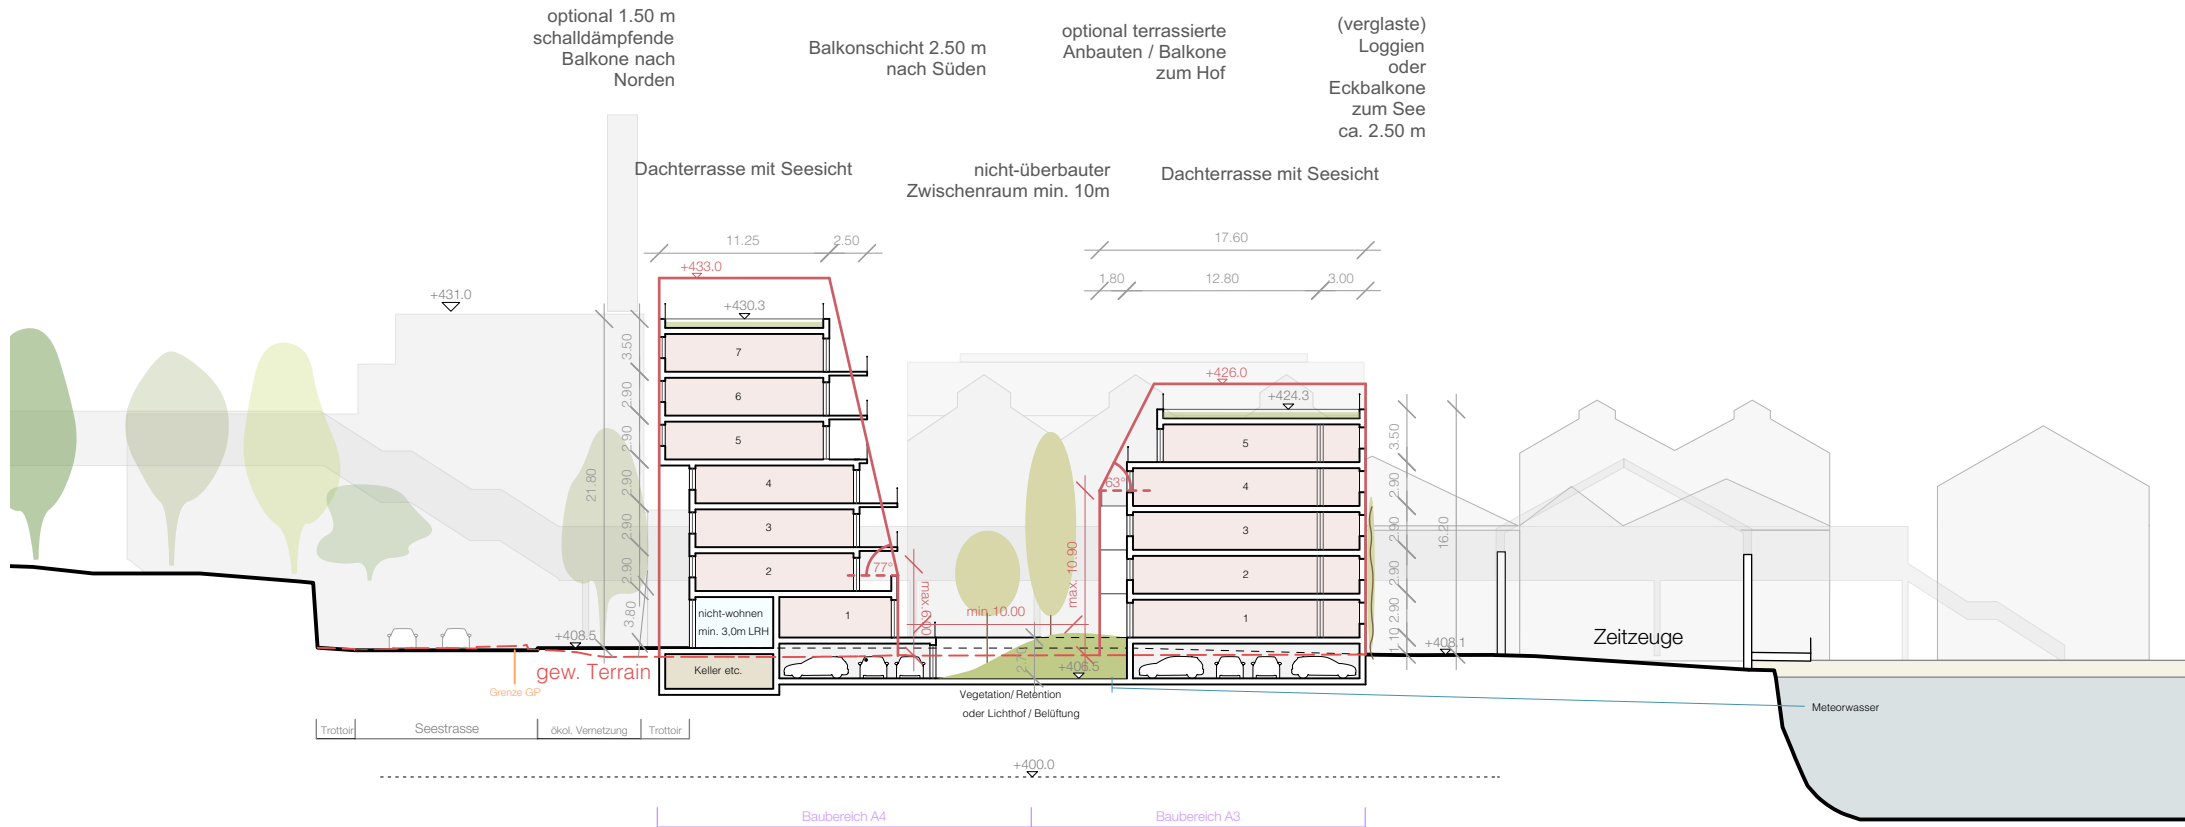 optional 1.50 m
schalldämpfende
Balkone nach
Norden
Balkonschicht 2.50 m
nach Süden
optional terrassierte
Anbauten / Balkone
zum Hof
(verglaste)
Loggien
oder
Eckbalkone
zum See
ca. 2.50 m
Dachterrasse mit Seesicht
nicht-überbauter
Zwischenraum min. 10m
Dachterrasse mit Seesicht
11.25
2.50
17.60
1.80
12.80
3.00
+433.0
+431.0
+430.3
+426.0
+424.3
3.50
2.90
2.90
2.90
2.90
2.90
3.80
21.80
7
6
5
4
3
2
1
nicht-wohnen
min. 3,0m LRH
Keller etc.
77°
max. 6.00
min.10.00
max. 10.90
63°
5
4
3
2
1
3.50
2.90
2.90
2.90
2.90
1.10
16.20
+408.5
+408.1
+406.5
gew. Terrain
Grenze GP
Zeitzeuge
Vegetation/ Retention
oder Lichthof / Belüftung
Meteorwasser
Trottoir
Seestrasse
ökol. Vernetzung
Trottoir
+400.0
Baubereich A4
Baubereich A3